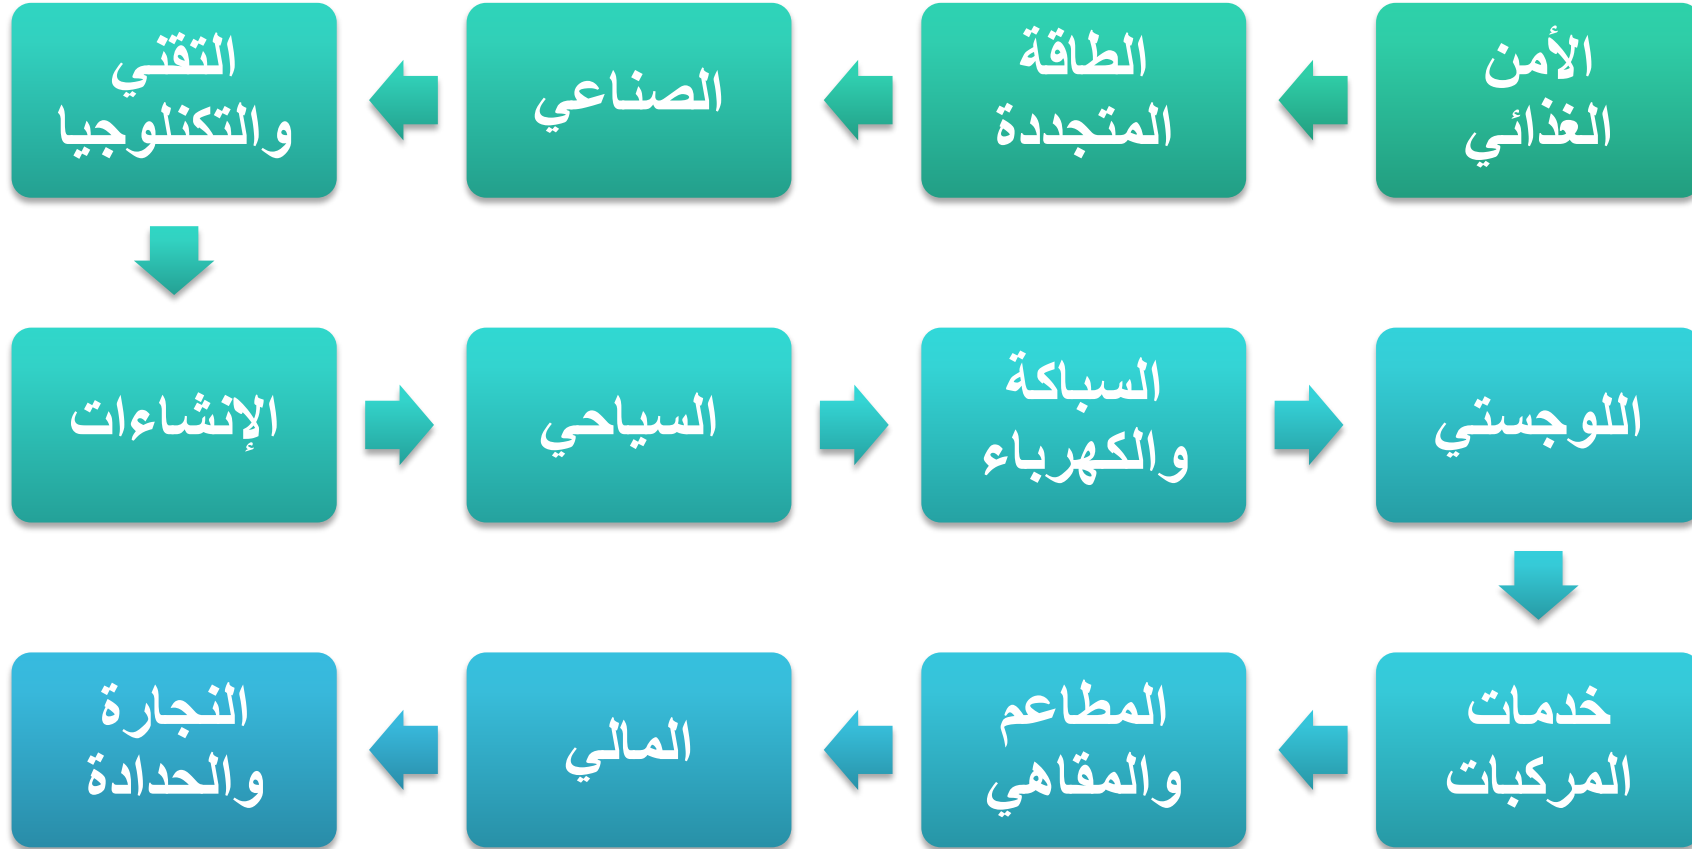 الأمن
الغذائي
الطاقة
المتجددة
الصناعي
التقني
والتكنلوجيا
الإنشاءات
السياحي
السباكة
والكهرباء
اللوجستي
خدمات
المركبات
المطاعم
والمقاهي
المالي
النجارة
والحدادة